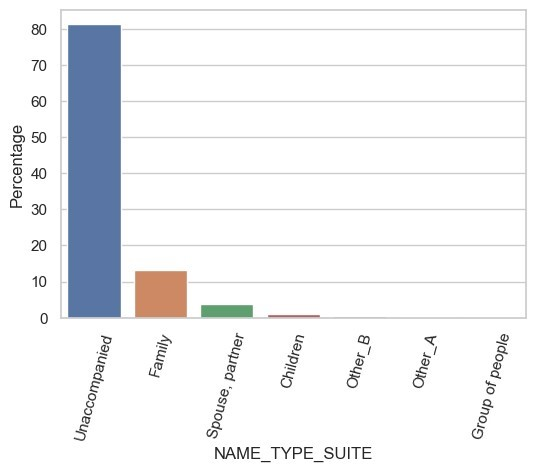 80
70
60
50
40
30
20
10
0
Percentage
Unaccompanied
Family
Spouse, partner
Children
Other_B
Other_A
Group of people
NAME_TYPE_SUITE